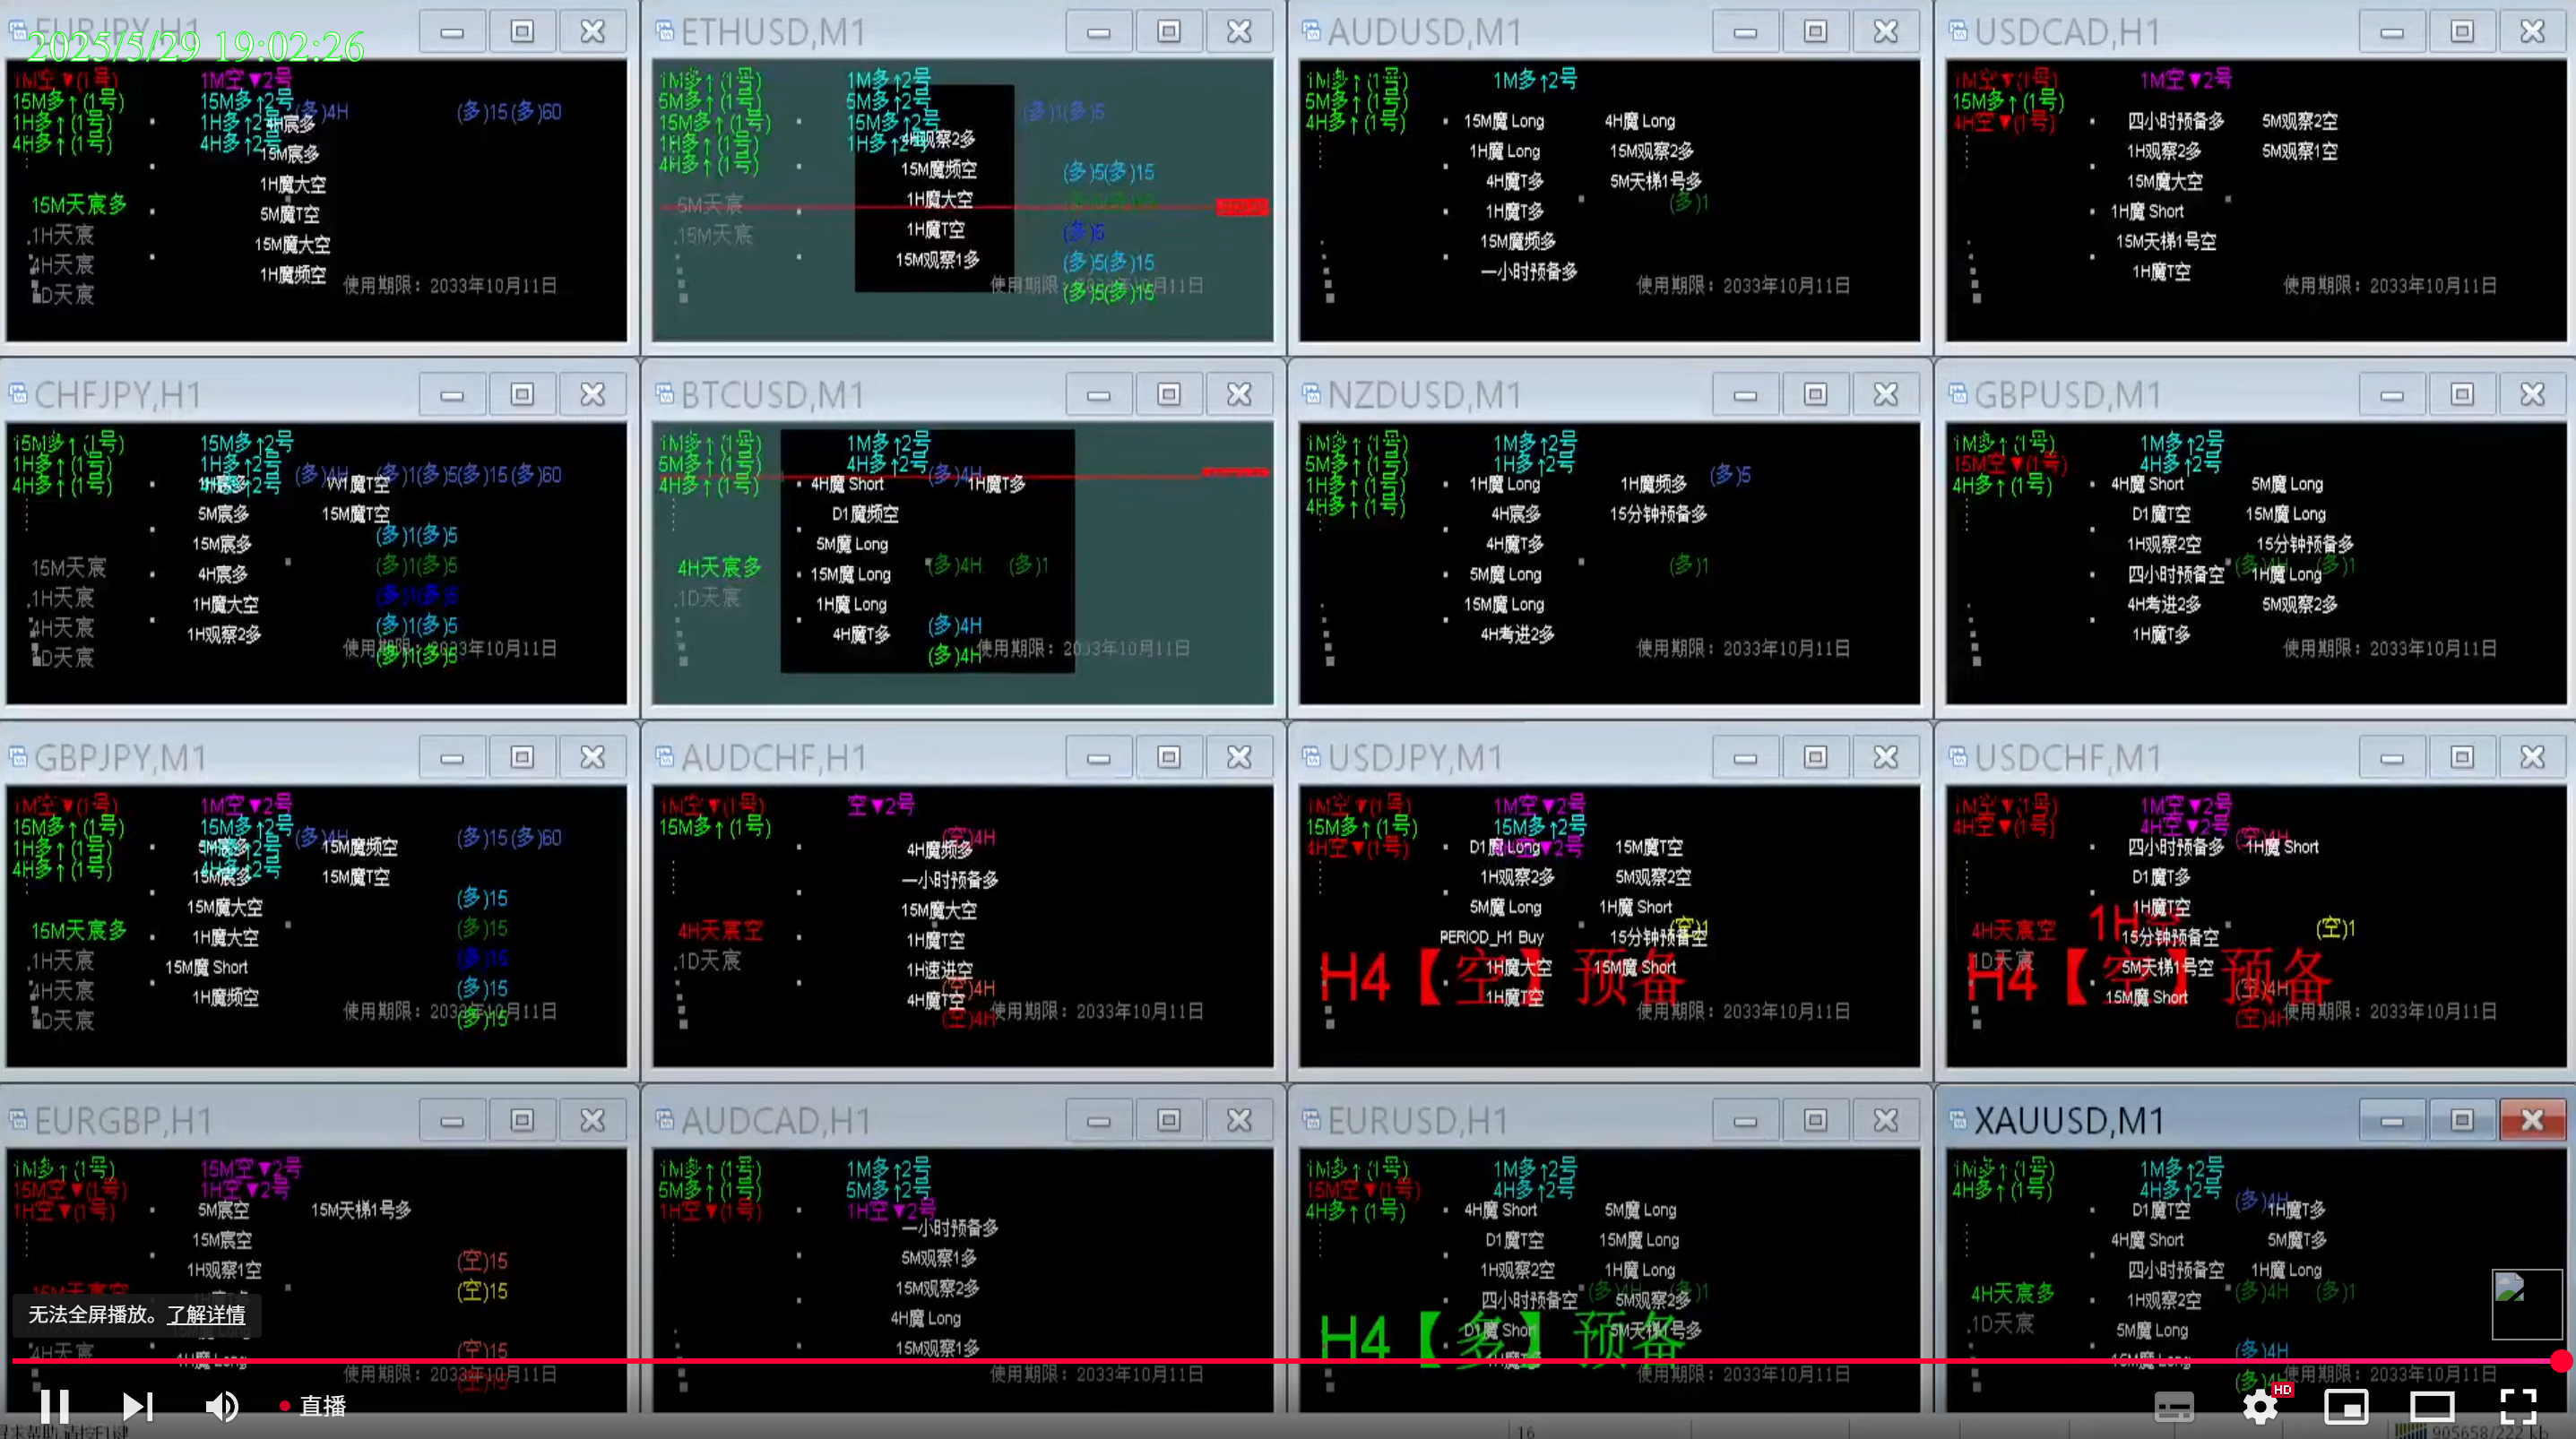 EURJPY,H1
2025/5/29 19:02:26
1M空▼(1号) 1M空▼2号
15M多↑(1号) 15M多↑2号 (多)4H (多)15(多)60
1H多↑(1号) 1H多↑2号 4H宸多
4H多↑(1号) 4H多↑2号
15M宸多
1H魔大空
15M天宸多 5M魔T空
.1H天宸 15M魔大空
4H天宸 1H魔频空
1D天宸 使用期限：2033年10月11日
ETHUSD,M1
1M多↑(1号) 1M多↑2号
5M多↑(1号) 5M多↑2号 (多)1(多)5
15M多↑(1号) 15M多↑2号
1H多↑(1号) 1H多↑2号 4H观察2多
4H多↑(1号)
15M魔频空 (多)5(多)15
5M天宸 1H魔大空
.15M天宸 1H魔T空 (多)5
15M观察1多 (多)5(多)15
使用期限：2033年10月11日
(多)5(多)15
AUDUSD,M1
1M多↑(1号) 1M多↑2号
5M多↑(1号)
4H多↑(1号) 15M魔 Long 4H魔 Long
1H魔 Long 15M观察2多
4H魔T多 5M天梯1号多
1H魔T多 (多)1
15M魔频多
一小时预备多
使用期限：2033年10月11日
USDCAD,H1
1M空▼(1号) 1M空▼2号
15M多↑(1号)
4H空▼(1号) 四小时预备多 5M观察2空
1H观察2多 5M观察1空
15M魔大空
1H魔 Short
15M天梯1号空
1H魔T空
使用期限：2033年10月11日
CHFJPY,H1
15M多↑(1号) 15M多↑2号
1H多↑(1号) 1H多↑2号 (多)4H (多)1(多)5(多)15(多)60
4H多↑(1号) 4H多↑2号 1H宸多 W1魔T空
5M宸多 15M魔T空
15M宸多 (多)1(多)5
15M天宸 4H宸多 (多)1(多)5
.1H天宸 1H魔大空 (多)1(多)5
4H天宸 1H观察2多 (多)1(多)5
1D天宸 使用期限：2033年10月11日
(多)1(多)5
BTCUSD,M1
1M多↑(1号) 1M多↑2号
5M多↑(1号) 4H多↑2号 (多)4H
4H多↑(1号) 4H魔 Short 1H魔T多
D1魔频空
5M魔 Long
4H天宸多 15M魔 Long (多)4H (多)1
.1D天宸 1H魔 Long
4H魔T多 (多)4H
(多)4H 使用期限：2033年10月11日
NZDUSD,M1
1M多↑(1号) 1M多↑2号
5M多↑(1号) 1H多↑2号
1H多↑(1号) 1H魔 Long 1H魔频多 (多)5
4H多↑(1号) 4H宸多 15分钟预备多
4H魔T多
5M魔 Long (多)1
15M魔 Long
4H考进2多
使用期限：2033年10月11日
GBPUSD,M1
1M多↑(1号) 1M多↑2号
15M空▼(1号) 4H多↑2号
4H多↑(1号) 4H魔 Short 5M魔 Long
D1魔T空 15M魔 Long
1H观察2空 15分钟预备多
四小时预备空 (多)4H 1H魔 Long (多)1
4H考进2多 5M观察2多
1H魔T多
使用期限：2033年10月11日
GBPJPY,M1
1M空▼(1号) 1M空▼2号
15M多↑(1号) 15M多↑2号 (多)4H (多)15(多)60
1H多↑(1号) 1H多↑2号 5M宸多 15M魔频空
4H多↑(1号) 4H多↑2号
15M宸多 15M魔T空
15M魔大空 (多)15
15M天宸多 1H魔大空 (多)15
.1H天宸 15M魔 Short (多)15
4H天宸 1H魔频空 (多)15
1D天宸 使用期限：2033年10月11日
(多)15
AUDCHF,H1
1M空▼(1号) 空▼2号
15M多↑(1号) (空)4H
4H魔频多
一小时预备多
15M魔大空
4H天宸空 1H魔T空
.1D天宸 1H速进空
(空)4H
4H魔T空
(空)4H 使用期限：2033年10月11日
USDJPY,M1
1M空▼(1号) 1M空▼2号
15M多↑(1号) 15M多↑2号
4H空▼(1号) D1魔 Long 4H空▼2号 15M魔T空
1H观察2多 5M观察2空
5M魔 Long 1H魔 Short
(空)1
PERIOD_H1 Buy 15分钟预备空
1H魔大空 15M魔 Short
H4【空】预备
1H魔T空
使用期限：2033年10月11日
USDCHF,M1
1M空▼(1号) 1M空▼2号
4H空▼(1号) 4H空▼2号 (空)4H
四小时预备多 1H魔 Short
D1魔T多
1H魔T空
4H天宸空 1H空 (空)1
15分钟预备空
.1D天宸 5M天梯1号空
H4【空】预备
15M魔 Short (空)4H
(空)4H 使用期限：2033年10月11日
EURGBP,H1
1M多↑(1号) 15M空▼2号
15M空▼(1号) 1H空▼2号
1H空▼(1号) 5M宸空 15M天梯1号多
15M宸空
1H观察1空 (空)15
15M天宸空 (空)15
无法全屏播放。了解详情
4H天宸 4H魔 Long (空)15
使用期限：2033年10月11日
(空)15
AUDCAD,H1
1M多↑(1号) 1M多↑2号
5M多↑(1号) 5M多↑2号
1H空▼(1号) 1H空▼2号
一小时预备多
5M观察1多
15M观察2多
4H魔 Long
15M观察1多
使用期限：2033年10月11日
EURUSD,H1
1M多↑(1号) 1M多↑2号
15M空▼(1号) 4H多↑2号
4H多↑(1号) 4H魔 Short 5M魔 Long
D1魔T空 15M魔 Long
1H观察2空 1H魔 Long
四小时预备空 (多)4H 5M观察2多 (多)1
D1魔 Short 5M天梯1号多
H4【多】预备
使用期限：2033年10月11日
XAUUSD,M1
1M多↑(1号) 1M多↑2号
4H多↑(1号) 4H多↑2号 (多)4H
D1魔T空 1H魔T多
4H魔 Short 5M魔T多
四小时预备空 1H魔 Long
4H天宸多 1H观察2空 (多)4H (多)1
.1D天宸 5M魔 Long
15M魔 Long (多)4H
(多)4H 使用期限：2033年10月11日
直播
HD
16
905658/222 kb